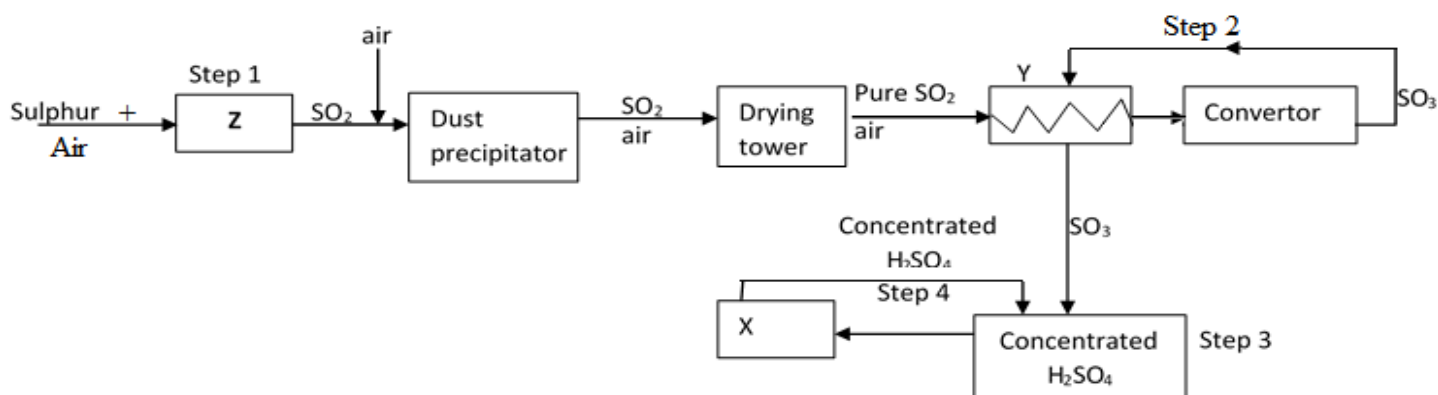 Step 2
air
Step 1
Y
Sulphur +
Air
Z
SO₂
Dust
precipitator
SO₂
air
Drying
tower
Pure SO₂
air
Convertor
SO₃
SO₃
Concentrated
H₂SO₄
Step 4
X
Concentrated
H₂SO₄
Step 3